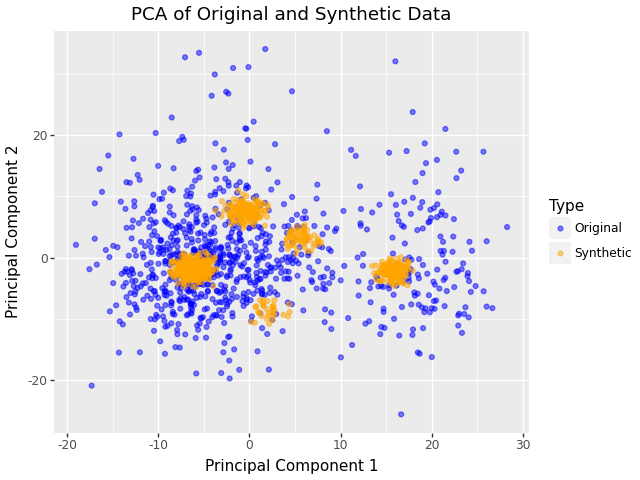 PCA of Original and Synthetic Data
Principal Component 2
20
0
-20
-20
-10
0
10
20
30
Principal Component 1
Type
Original
Synthetic